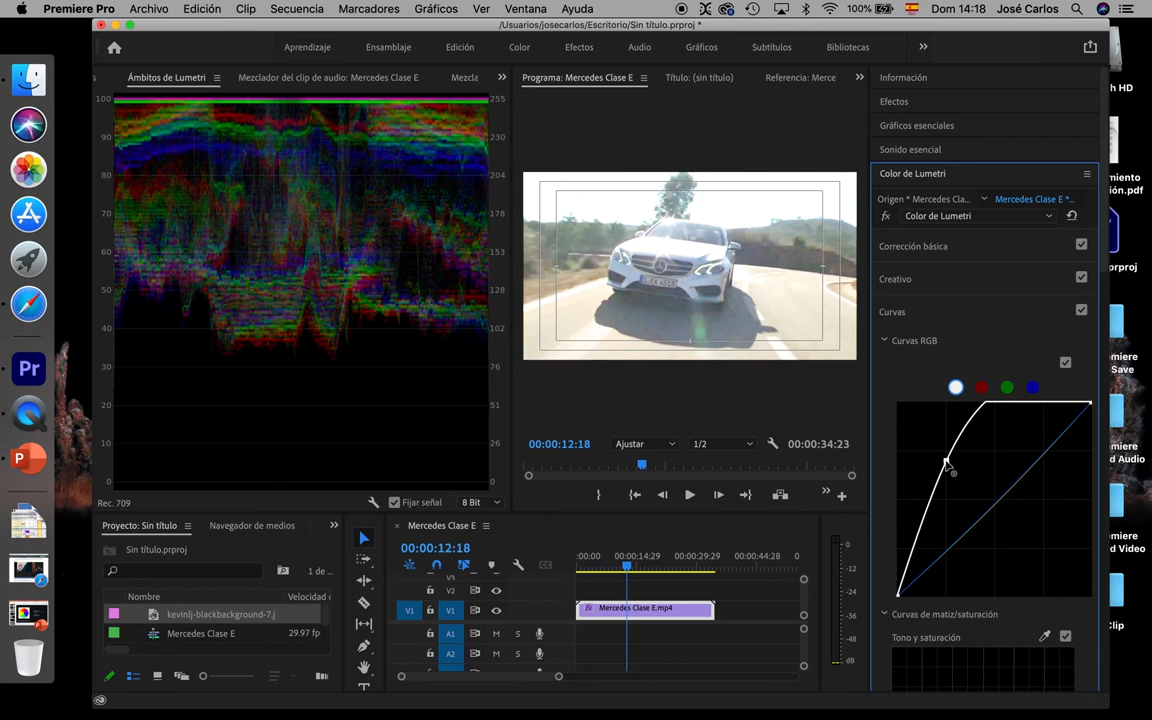 Premiere Pro Archivo Edición Clip Secuencia Marcadores Gráficos Ver Ventana Ayuda 100% Dom 14:18 José Carlos
/Usuarios/josecarlos/Escritorio/Sin título.prproj *
Aprendizaje Ensamblaje Edición Color Efectos Audio Gráficos Subtítulos Bibliotecas
Ámbitos de Lumetri Mezclador del clip de audio: Mercedes Clase E Mezcla
Programa: Mercedes Clase E Título: (sin título) Referencia: Merce
Información
Efectos
Gráficos esenciales
Sonido esencial
Color de Lumetri
Origen * Mercedes Cla... Mercedes Clase E *...
fx Color de Lumetri
Corrección básica
Creativo
Curvas
Curvas RGB
Curvas de matiz/saturación
Tono y saturación
100 255
90 230
80 204
70 178
60 153
50 128
40 102
30 76
20 51
10 26
0 0
Rec. 709 Fijar señal 8 Bit
00:00:12:18 Ajustar 1/2 00:00:34:23
Proyecto: Sin título Navegador de medios
Sin título.prproj
1 de ...
Nombre Velocidad d
kevinlj-blackbackground-7.j
Mercedes Clase E 29.97 fp
Mercedes Clase E
00:00:12:18
:00:00 00:00:14:29 00:00:29:29 00:00:44:28 0
V3
V2
V1 V1 fx Mercedes Clase E.mp4
A1 M S
A2 M S
0
-12
-24
-36
-48
dB
h HD
miento
ión.pdf
prproj
emiere
-Save
emiere
d Audio
emiere
d Video
Clip
Pr
P